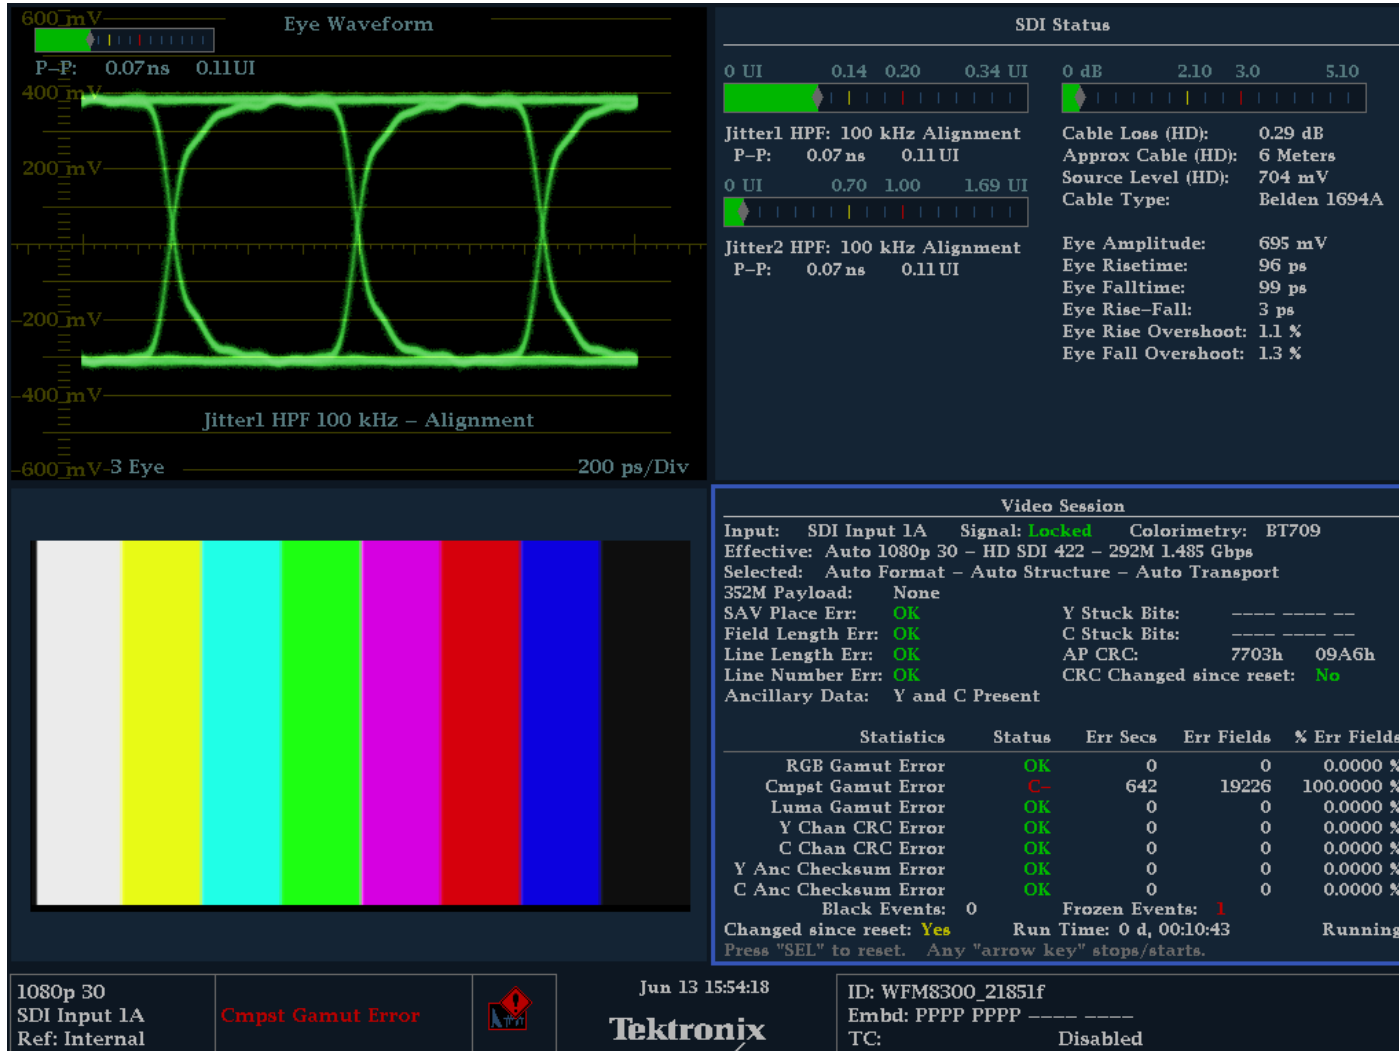 Eye Waveform
600 mV
P-P: 0.07 ns 0.11 UI
400 mV
200 mV
-200 mV
-400 mV
Jitter1 HPF 100 kHz - Alignment
-600 mV
3 Eye
200 ps/Div
SDI Status
0 UI 0.14 0.20 0.34 UI
Jitter1 HPF: 100 kHz Alignment
P-P: 0.07 ns 0.11 UI
0 UI 0.70 1.00 1.69 UI
Jitter2 HPF: 100 kHz Alignment
P-P: 0.07 ns 0.11 UI
0 dB 2.10 3.0 5.10
Cable Loss (HD): 0.29 dB
Approx Cable (HD): 6 Meters
Source Level (HD): 704 mV
Cable Type: Belden 1694A
Eye Amplitude: 695 mV
Eye Risetime: 96 ps
Eye Falltime: 99 ps
Eye Rise-Fall: 3 ps
Eye Rise Overshoot: 1.1 %
Eye Fall Overshoot: 1.3 %
Video Session
Input: SDI Input 1A Signal: Locked Colorimetry: BT709
Effective: Auto 1080p 30 - HD SDI 422 - 292M 1.485 Gbps
Selected: Auto Format - Auto Structure - Auto Transport
352M Payload: None
SAV Place Err: OK Y Stuck Bits: ---- ---- --
Field Length Err: OK C Stuck Bits: ---- ---- --
Line Length Err: OK AP CRC: 7703h 09A6h
Line Number Err: OK CRC Changed since reset: No
Ancillary Data: Y and C Present
Statistics Status Err Secs Err Fields % Err Fields
RGB Gamut Error OK 0 0 0.0000 %
Cmpst Gamut Error C- 642 19226 100.0000 %
Luma Gamut Error OK 0 0 0.0000 %
Y Chan CRC Error OK 0 0 0.0000 %
C Chan CRC Error OK 0 0 0.0000 %
Y Anc Checksum Error OK 0 0 0.0000 %
C Anc Checksum Error OK 0 0 0.0000 %
Black Events: 0 Frozen Events: 1
Changed since reset: Yes Run Time: 0 d, 00:10:43 Running
Press "SEL" to reset. Any "arrow key" stops/starts.
1080p 30
SDI Input 1A
Ref: Internal
Cmpst Gamut Error
Jun 13 15:54:18
Tektronix
ID: WFM8300_21851f
Embd: PPPP PPPP ---- ----
TC: Disabled